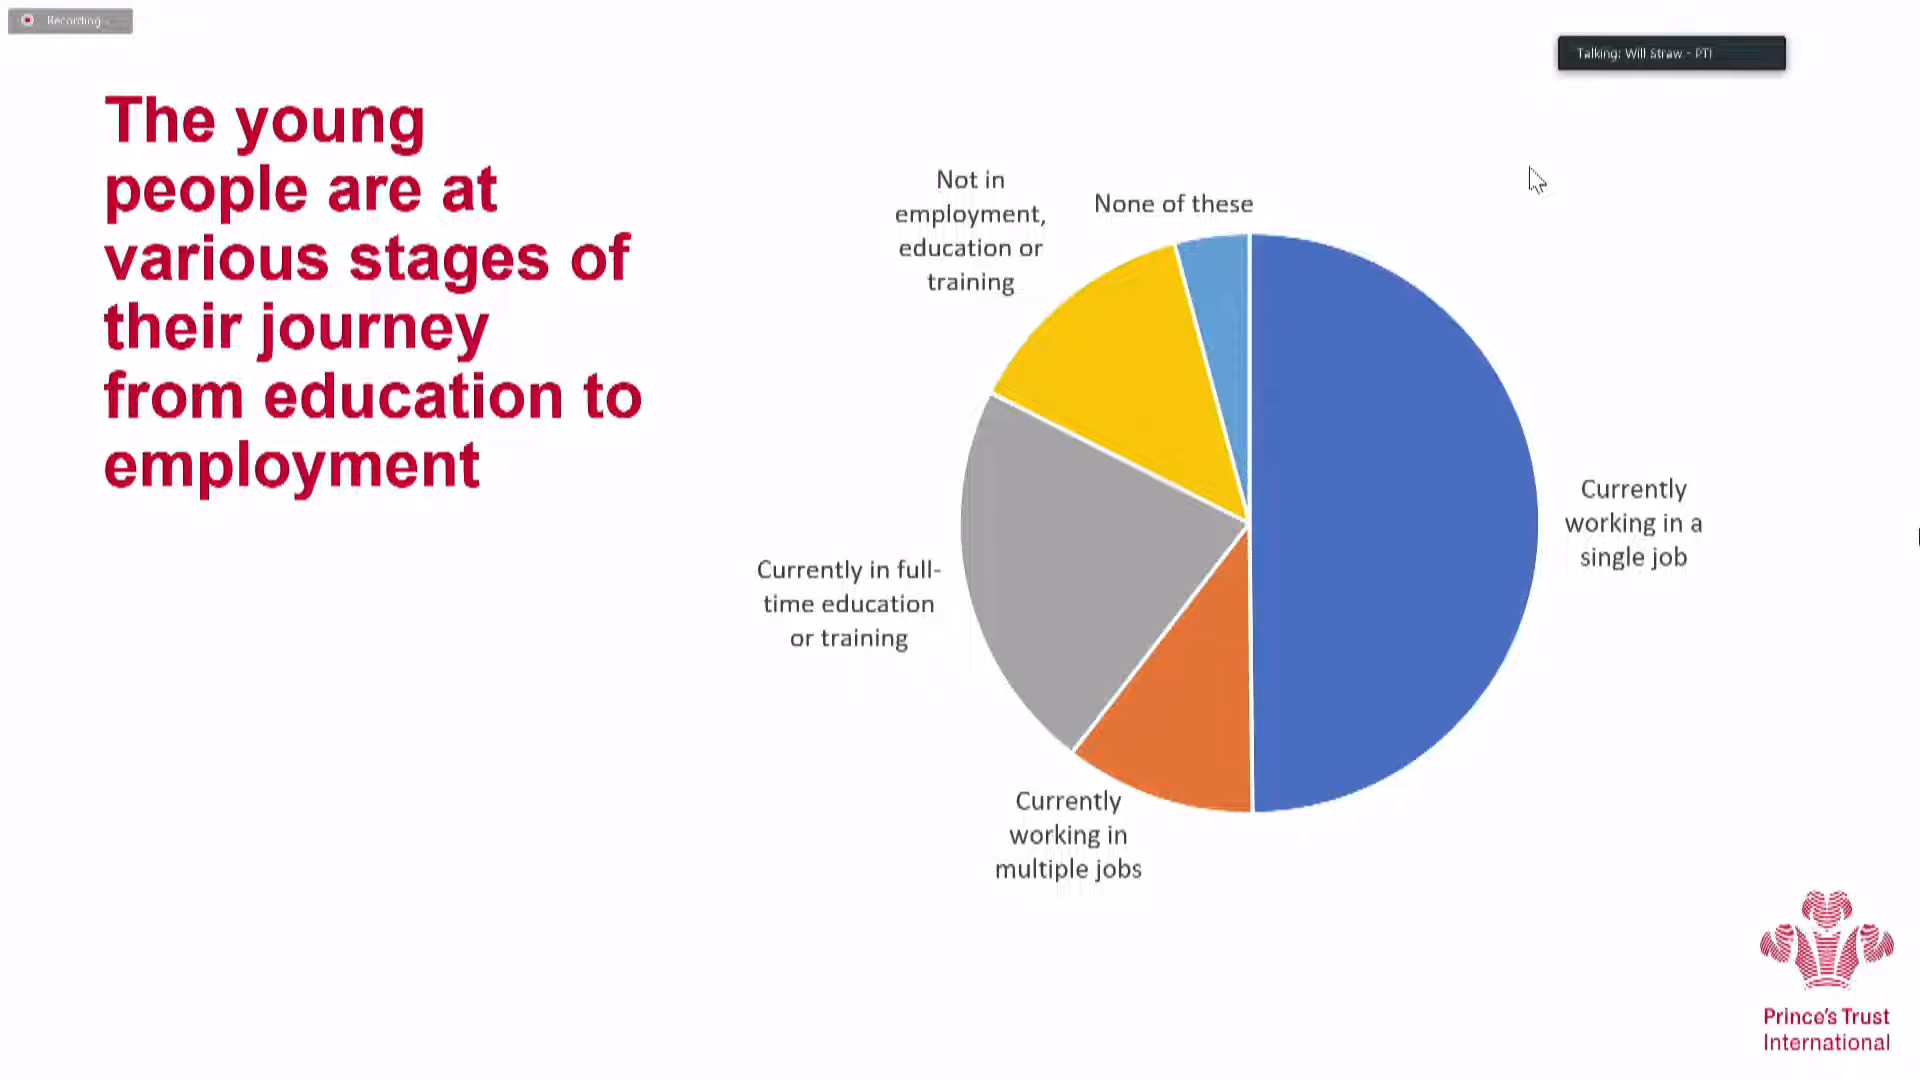 Recording
Talking: Will Straw - PTI
The young
people are at
various stages of
their journey
from education to
employment
Not in
employment,
education or
training
None of these
Currently
working in a
single job
Currently in full-
time education
or training
Currently
working in
multiple jobs
Prince's Trust
International